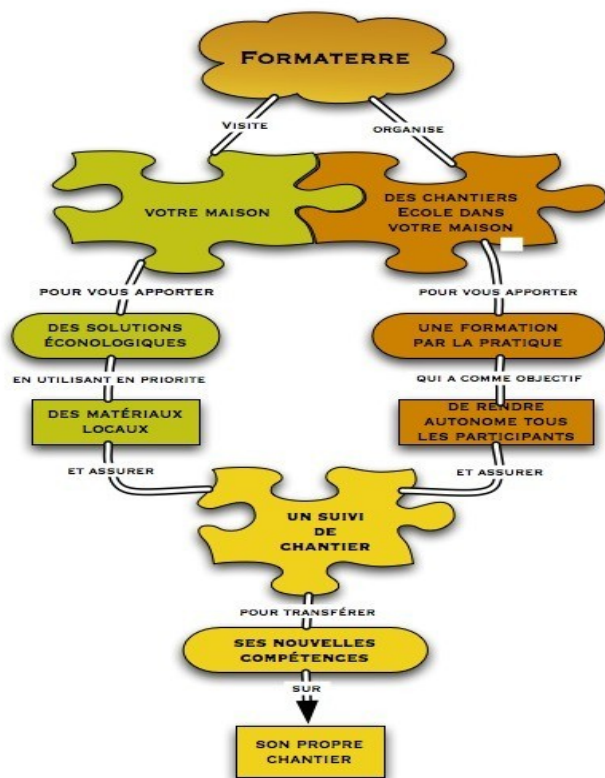 FORMATERRE
VISITE
ORGANISE
VOTRE MAISON
DES CHANTIERS
ECOLE DANS
VOTRE MAISON
POUR VOUS APPORTER
POUR VOUS APPORTER
DES SOLUTIONS
ÉCONOLOGIQUES
UNE FORMATION
PAR LA PRATIQUE
EN UTILISANT EN PRIORITE
QUI A COMME OBJECTIF
DES MATÉRIAUX
LOCAUX
DE RENDRE
AUTONOME TOUS
LES PARTICIPANTS
ET ASSURER
ET ASSURER
UN SUIVI
DE
CHANTIER
POUR TRANSFÉRER
SES NOUVELLES
COMPÉTENCES
SUR
SON PROPRE
CHANTIER